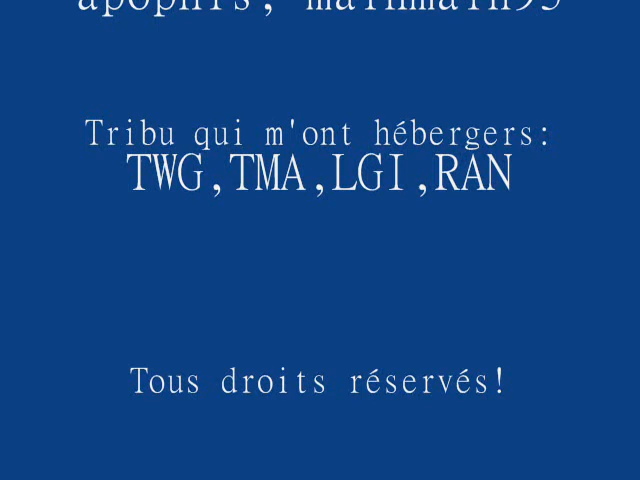 Tribu qui m'ont hébergers:
TWG,TMA,LGI,RAN
Tous droits réservés!